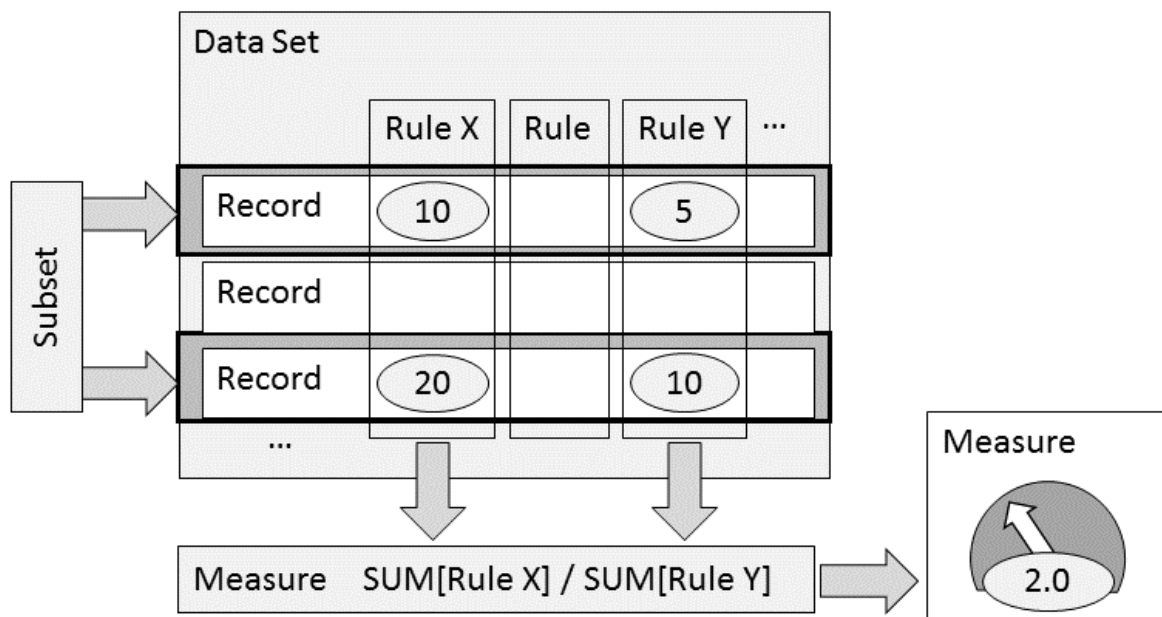 Data Set
Rule X Rule Rule Y ...
Subset
Record 10 5
Record
Record 20 10
...
Measure SUM[Rule X] / SUM[Rule Y]
Measure
2.0